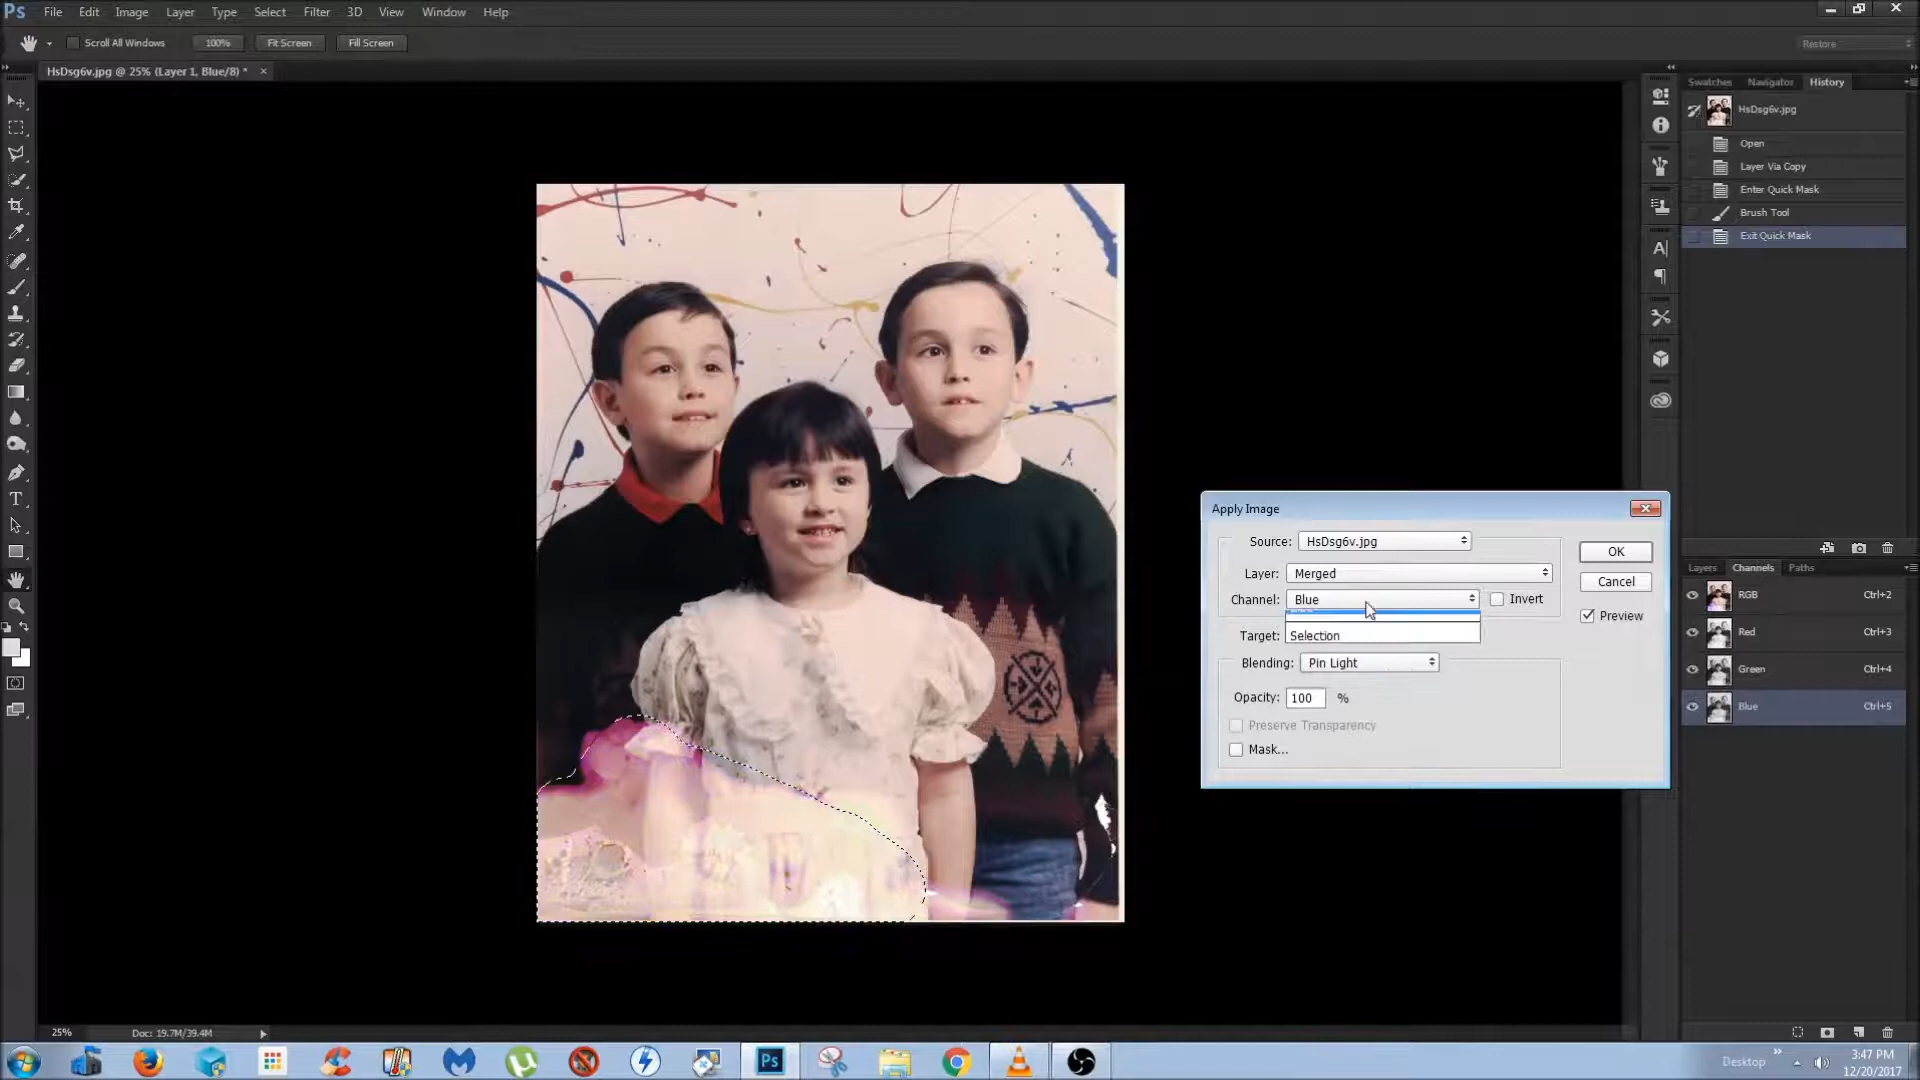 Ps File Edit Image Layer Type Select Filter 3D View Window Help
Scroll All Windows 100% Fit Screen Fill Screen Restore
HsDsg6v.jpg @ 25% (Layer 1, Blue/8) * ×
Swatches Navigator History
HsDsg6v.jpg
Open
Layer Via Copy
Enter Quick Mask
Brush Tool
Exit Quick Mask
Apply Image
Source: HsDsg6v.jpg
OK
Layer: Merged
Cancel
Channel: Blue Invert
Preview
Target:
Selection
Blending: Pin Light
Opacity: 100 %
Preserve Transparency
Mask...
Layers Channels Paths
RGB Ctrl+2
Red Ctrl+3
Green Ctrl+4
Blue Ctrl+5
25% Doc: 19.7M/39.4M
Ps
Desktop
3:47 PM
12/20/2017